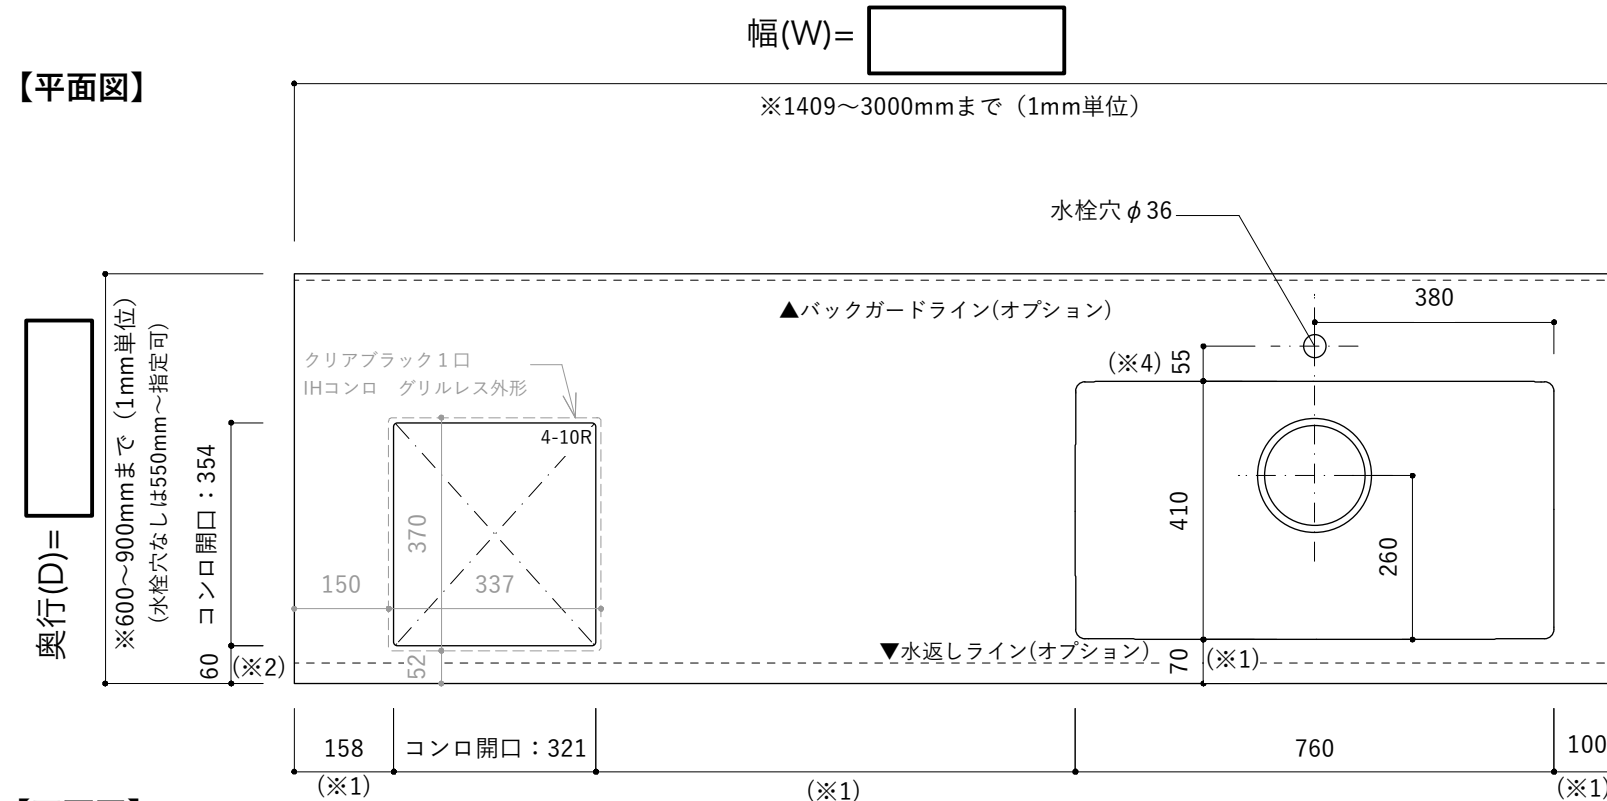 幅(W)=
【平面図】
※1409～3000mmまで（1mm単位）
水栓穴φ36
▲バックガードライン(オプション)
380
(※4)
55
クリアブラック１口
IHコンロ　グリルレス外形
4-10R
奥行(D)=
※600～900mmまで（1mm単位）
(水栓穴なしは550mm～指定可)
コンロ開口：354
60
(※2)
370
337
150
52
410
260
▼水返しライン(オプション)
70
(※1)
158
コンロ開口：321
760
100
(※1)
(※1)
(※1)